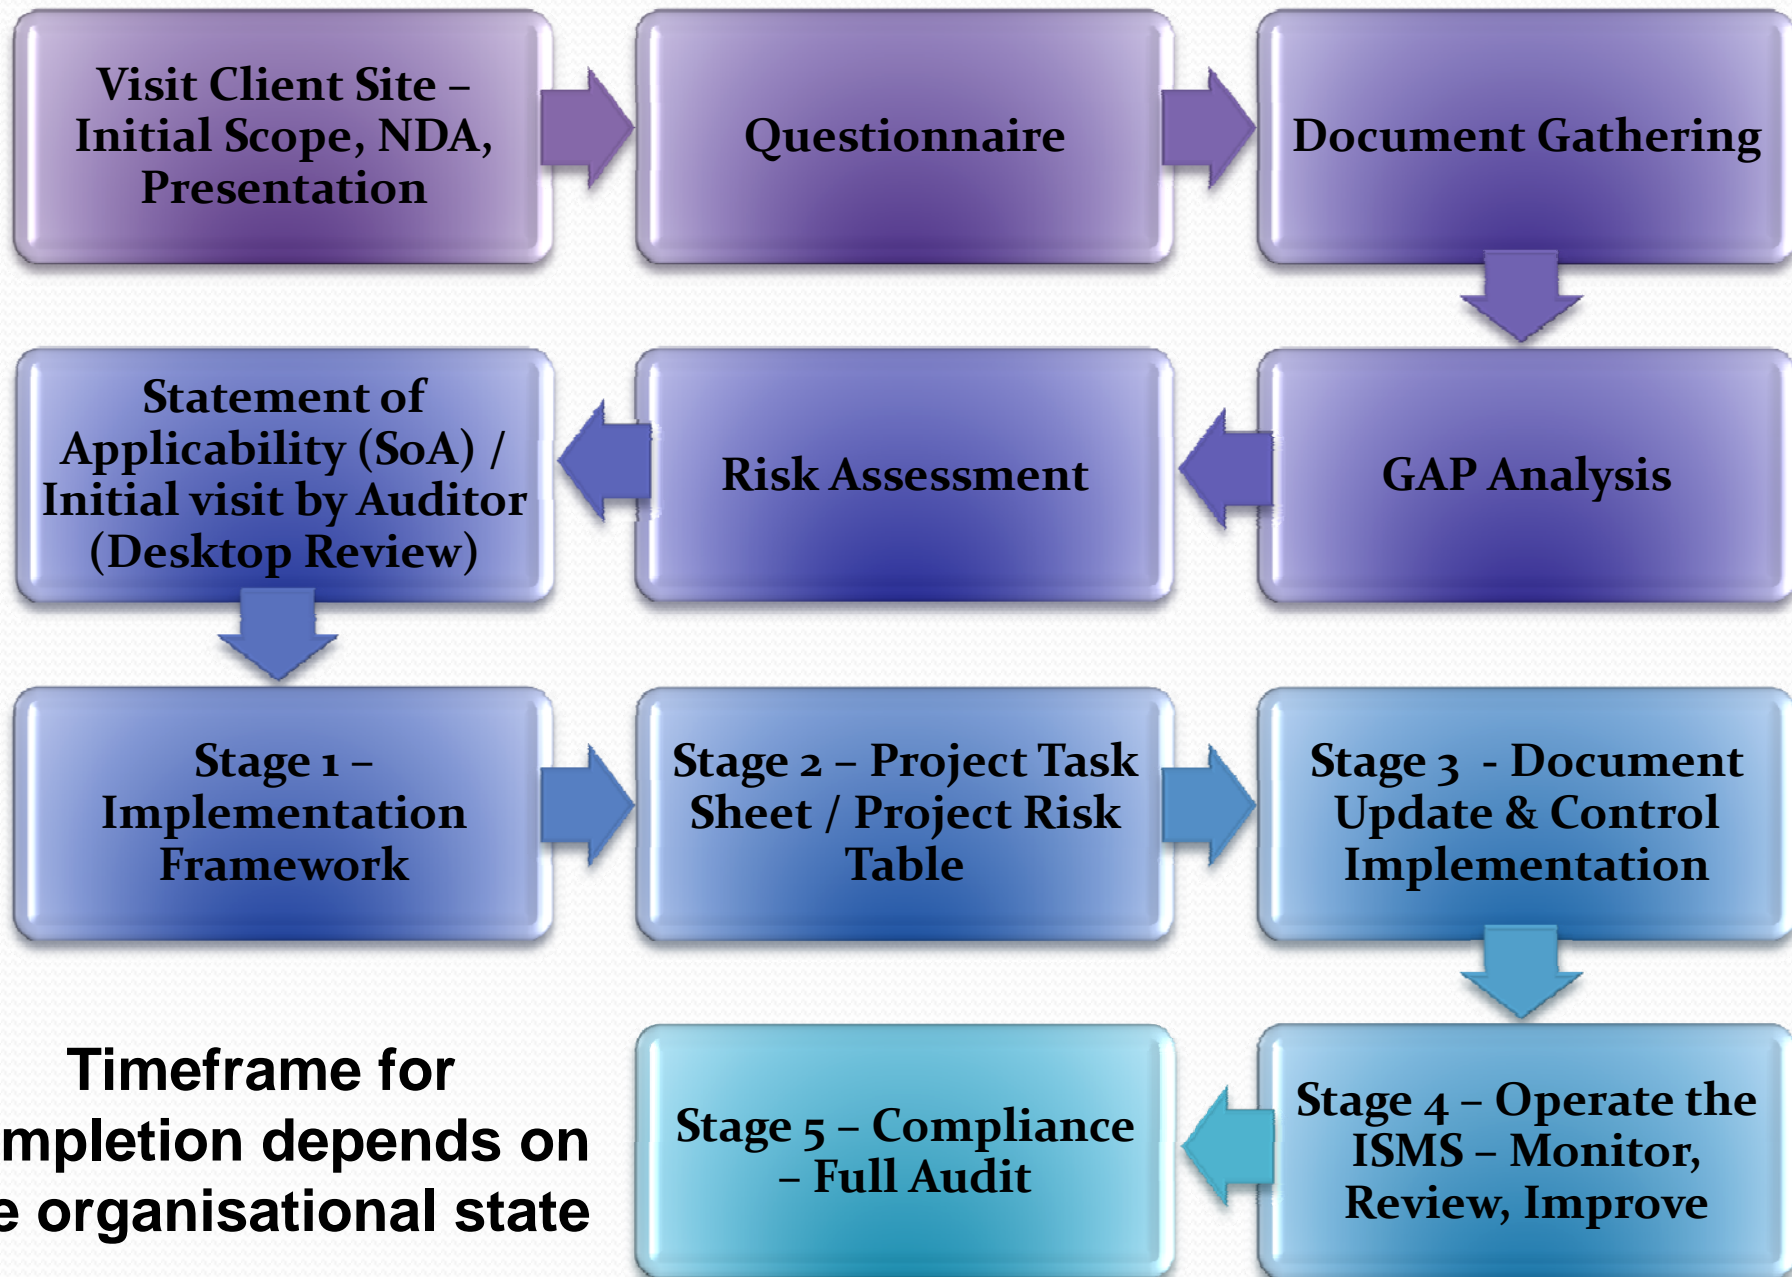 Visit Client Site –
Initial Scope, NDA,
Presentation
Questionnaire
Document Gathering
GAP Analysis
Risk Assessment
Statement of
Applicability (SoA) /
Initial visit by Auditor
(Desktop Review)
Stage 1 –
Implementation
Framework
Stage 2 – Project Task
Sheet / Project Risk
Table
Stage 3 - Document
Update & Control
Implementation
Stage 4 – Operate the
ISMS – Monitor,
Review, Improve
Stage 5 – Compliance
– Full Audit
Timeframe for
mpletion depends on
e organisational state